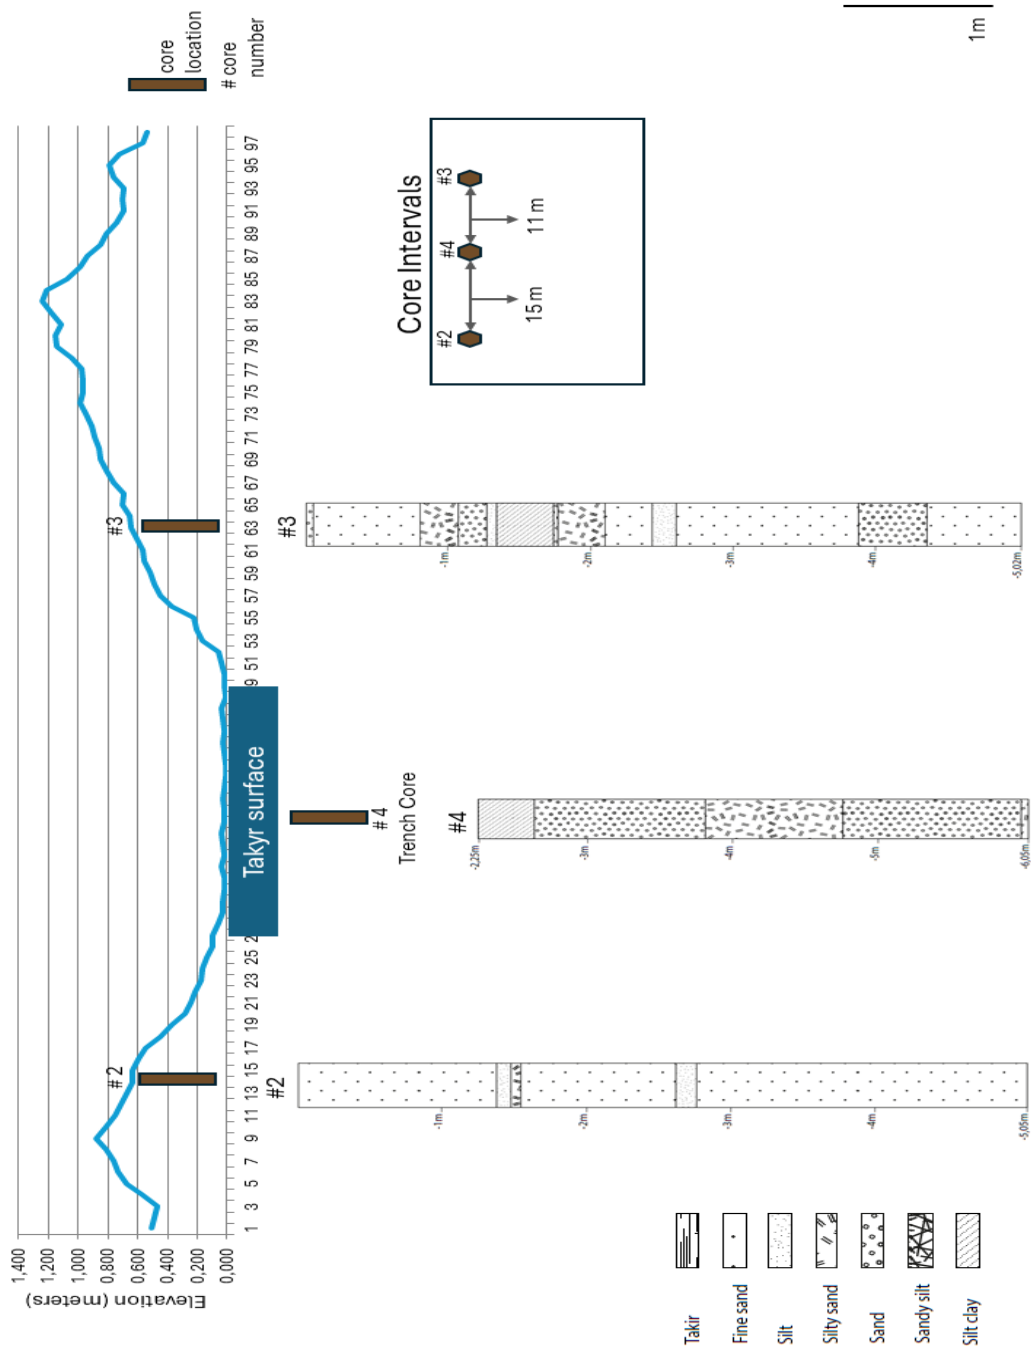 Elevation (meters)
1,400
1,200
1,000
0,800
0,600
0,400
0,200
0,000
1 3 5 7 9 11 13 15 17 19 21 23 25 2 9 51 53 55 57 59 61 63 65 67 69 71 73 75 77 79 81 83 85 87 89 91 93 95 97
#2
#3
Takyr surface
core
location
# core
number
# 4
Trench Core
#2
-1m
-2m
-3m
-4m
-5,05m
#4
-2,25m
-3m
-4m
-5m
-6,05m
#3
-1m
-2m
-3m
-4m
-5,02m
Core Intervals
#2
#4
#3
15 m
11 m
1m
Takir
Fine sand
Silt
Silty sand
Sand
Sandy silt
Silt clay